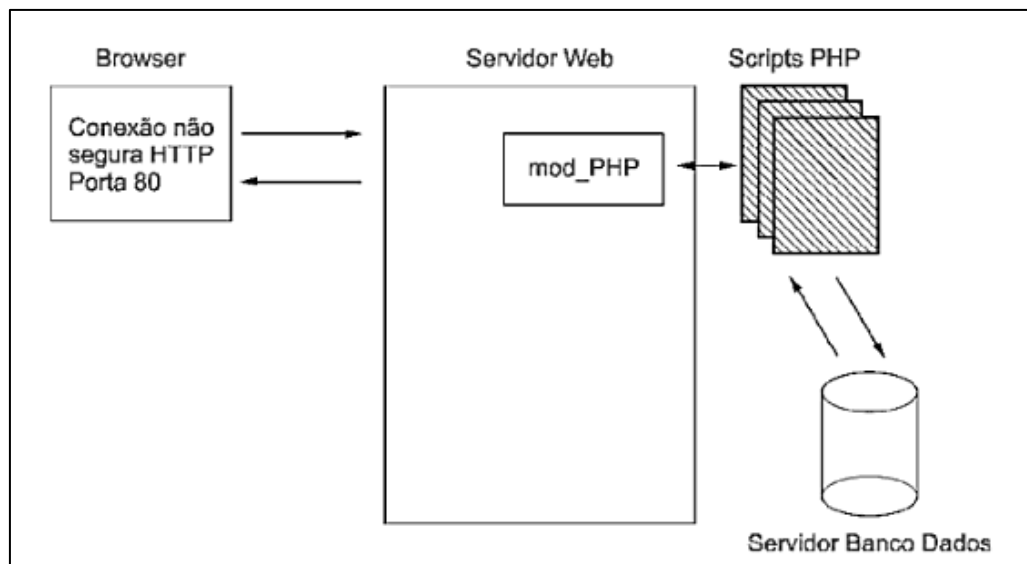 Browser
Servidor Web
Scripts PHP
Conexão não
segura HTTP
Porta 80
mod_PHP
Servidor Banco Dados